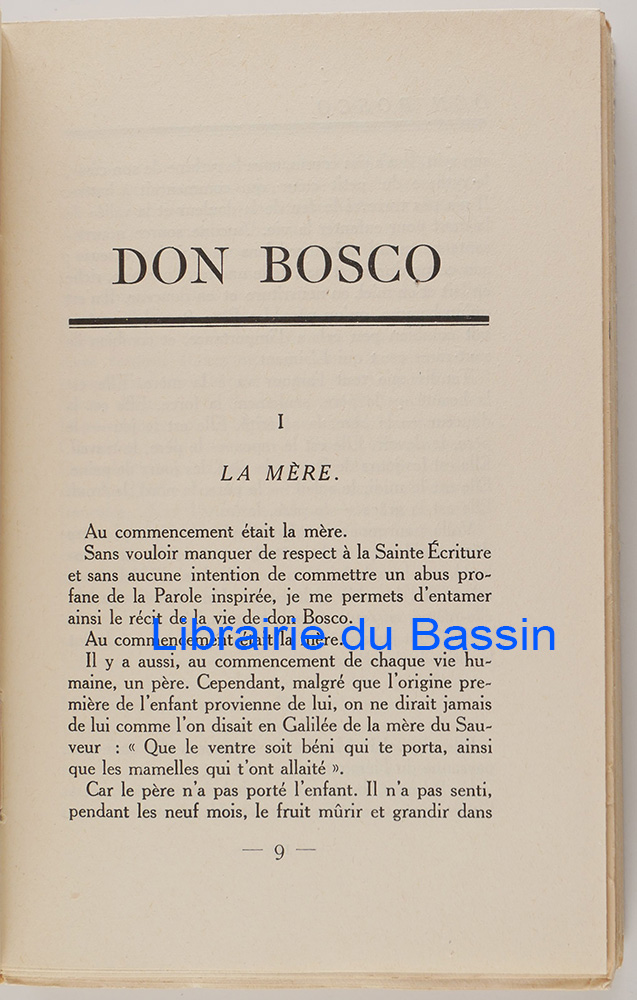 DON BOSCO
I
LA MÈRE.
Au commencement était la mère.
Sans vouloir manquer de respect à la Sainte Écriture
et sans aucune intention de commettre un abus pro-
fane de la Parole inspirée, je me permets d'entamer
ainsi le récit de la vie de don Bosco.
Librairie du Bassin
Au commencement était la mère.
Il y a aussi, au commencement de chaque vie hu-
maine, un père. Cependant, malgré que l'origine pre-
mière de l'enfant provienne de lui, on ne dirait jamais
de lui comme l'on disait en Galilée de la mère du Sau-
veur : « Que le ventre soit béni qui te porta, ainsi
que les mamelles qui t'ont allaité ».
Car le père n'a pas porté l'enfant. Il n'a pas senti,
pendant les neuf mois, le fruit mûrir et grandir dans
— 9 —